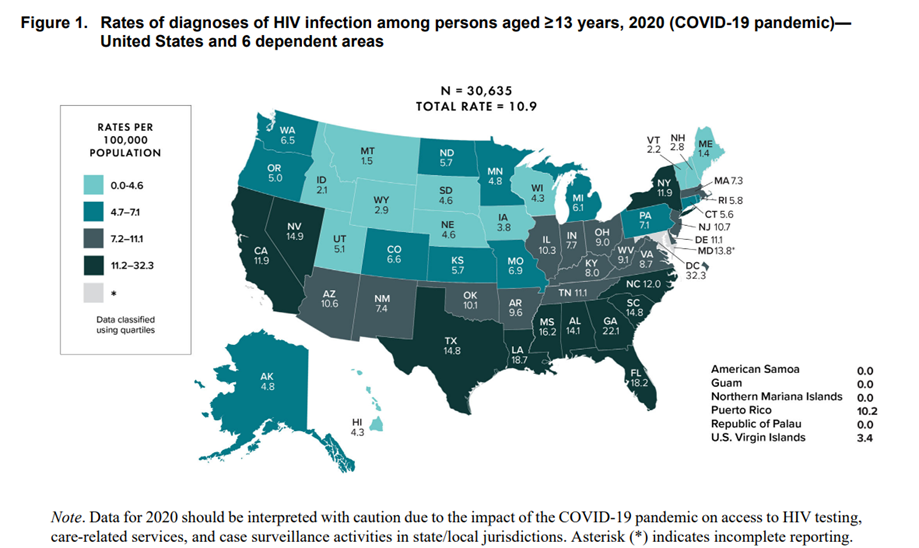 Figure 1. Rates of diagnoses of HIV infection among persons aged ≥13 years, 2020 (COVID-19 pandemic)—
United States and 6 dependent areas
N = 30,635
TOTAL RATE = 10.9
RATES PER
100,000
POPULATION
0.0-4.6
4.7-7.1
7.2-11.1
11.2-32.3
*
Data classified
using quartiles
WA
6.5
OR
5.0
CA
11.9
NV
14.9
ID
2.1
MT
1.5
WY
2.9
UT
5.1
CO
6.6
AZ
10.6
NM
7.4
ND
5.7
SD
4.6
NE
4.6
KS
5.7
OK
10.1
TX
14.8
MN
4.8
IA
3.8
MO
6.9
AR
9.6
LA
18.7
WI
4.3
IL
10.3
MI
6.1
IN
7.7
OH
9.0
KY
8.0
TN 11.1
MS
16.2
AL
14.1
GA
22.1
FL
18.2
SC
14.8
NC 12.0
WV
9.1
VA
8.7
PA
7.1
NY
11.9
VT
2.2
NH
2.8
ME
1.4
MA 7.3
RI 5.8
CT 5.6
NJ 10.7
DE 11.1
MD 13.8*
DC
32.3
AK
4.8
HI
4.3
American Samoa 0.0
Guam 0.0
Northern Mariana Islands 0.0
Puerto Rico 10.2
Republic of Palau 0.0
U.S. Virgin Islands 3.4
Note. Data for 2020 should be interpreted with caution due to the impact of the COVID-19 pandemic on access to HIV testing,
care-related services, and case surveillance activities in state/local jurisdictions. Asterisk (*) indicates incomplete reporting.